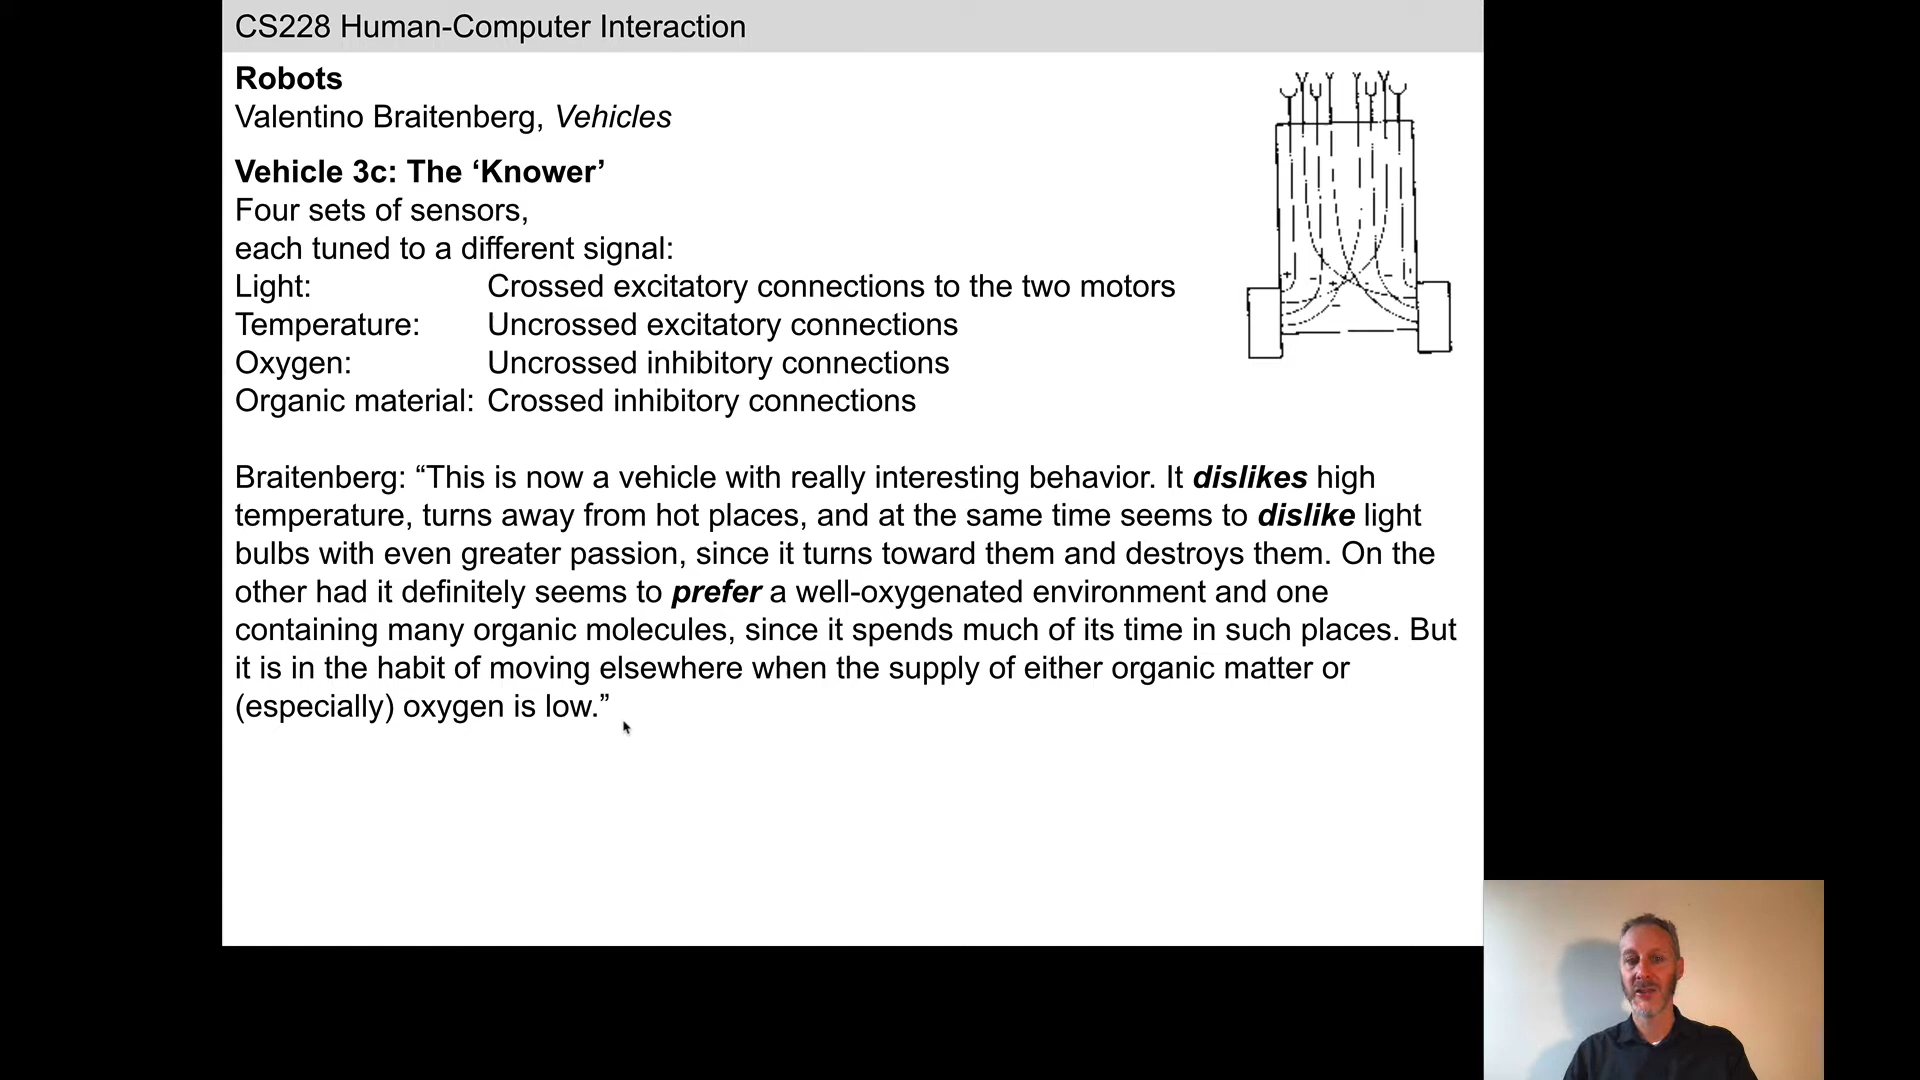 CS228 Human-Computer Interaction
Robots
Valentino Braitenberg, Vehicles
Vehicle 3c: The ‘Knower’
Four sets of sensors,
each tuned to a different signal:
Light: Crossed excitatory connections to the two motors
Temperature: Uncrossed excitatory connections
Oxygen: Uncrossed inhibitory connections
Organic material: Crossed inhibitory connections
Braitenberg: “This is now a vehicle with really interesting behavior. It dislikes high
temperature, turns away from hot places, and at the same time seems to dislike light
bulbs with even greater passion, since it turns toward them and destroys them. On the
other had it definitely seems to prefer a well-oxygenated environment and one
containing many organic molecules, since it spends much of its time in such places. But
it is in the habit of moving elsewhere when the supply of either organic matter or
(especially) oxygen is low.”